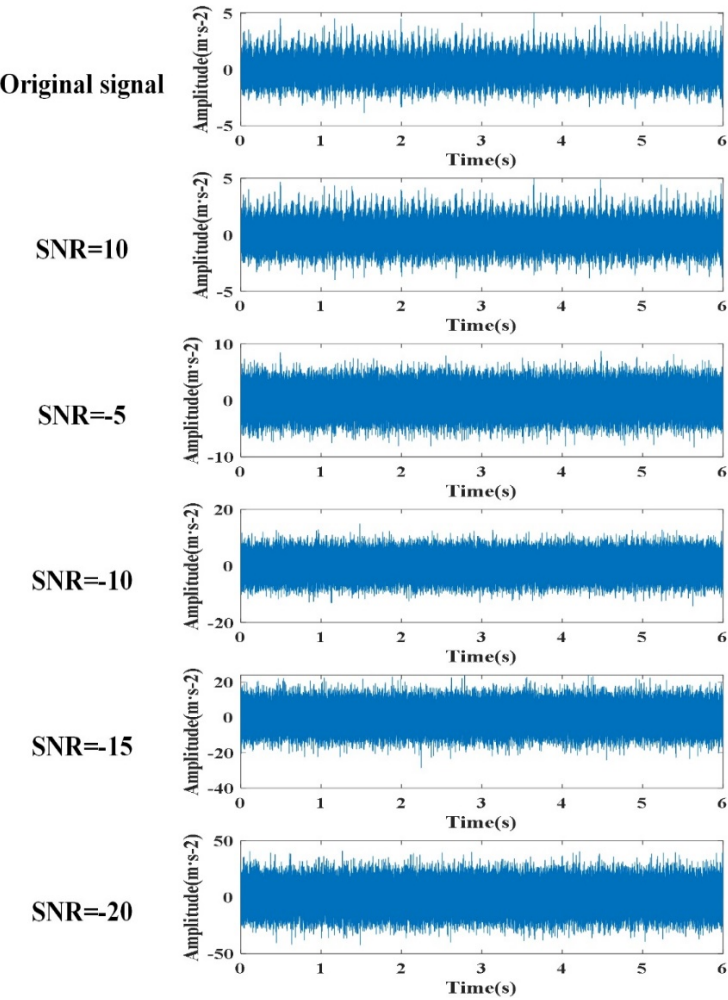 Original signal
Amplitude(m·s-2)
5
0
-5
0 1 2 3 4 5 6
Time(s)
SNR=10
Amplitude(m·s-2)
5
0
-5
0 1 2 3 4 5 6
Time(s)
SNR=-5
Amplitude(m·s-2)
10
0
-10
0 1 2 3 4 5 6
Time(s)
SNR=-10
Amplitude(m·s-2)
20
0
-20
0 1 2 3 4 5 6
Time(s)
SNR=-15
Amplitude(m·s-2)
20
0
-20
-40
0 1 2 3 4 5 6
Time(s)
SNR=-20
Amplitude(m·s-2)
50
0
-50
0 1 2 3 4 5 6
Time(s)